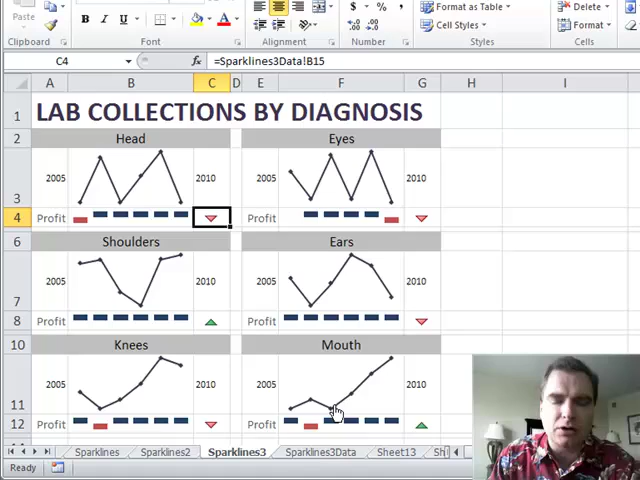 Paste
B I U A
$ % ,
Format as Table
Cell Styles
Delete
Format
Clipboard Font Alignment Number Styles Cells
C4 fx =Sparklines3Data!B15
A B C D E F G H I
1 LAB COLLECTIONS BY DIAGNOSIS
2 Head Eyes
3 2005 2010 2005 2010
4 Profit Profit
6 Shoulders Ears
7 2005 2010 2005 2010
8 Profit Profit
10 Knees Mouth
11 2005 2010 2005 2010
12 Profit Profit
Sparklines Sparklines2 Sparklines3 Sparklines3Data Sheet13 Sh
Ready